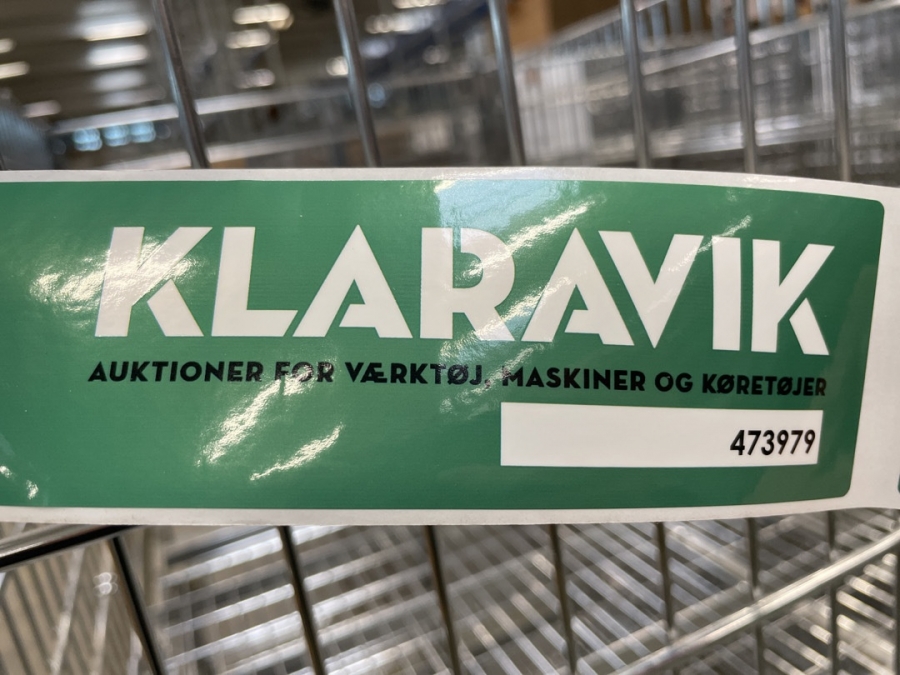 KLARAVIK
AUKTIONER FOR VÆRKTØJ, MASKINER OG KØRETØJER
473979